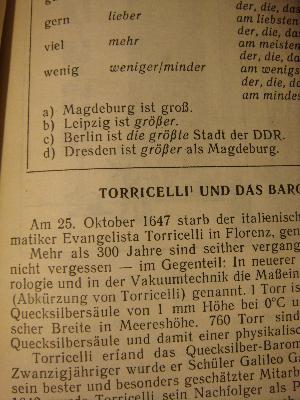 der, die, das
gern lieber am liebsten
der, die, das
viel mehr am meisten
der, die, da
wenig weniger/minder am wenigs
der, die, d
am mindes
a) Magdeburg ist groß.
b) Leipzig ist größer.
c) Berlin ist die größte Stadt der DDR.
d) Dresden ist größer als Magdeburg.
TORRICELLI¹ UND DAS BARO
Am 25. Oktober 1647 starb der italienisch
matiker Evangelista Torricelli in Florenz, gen
Mehr als 300 Jahre sind seither vergang
nicht vergessen — im Gegenteil: In neuerer
rologie und in der Vakuumtechnik die Maßein
(Abkürzung von Torricelli) genannt. 1 Torr is
Quecksilbersäule von 1 mm Höhe bei 0°C u
scher Breite in Meereshöhe. 760 Torr sind
Quecksilbersäule und damit einer physikalisc
Torricelli erfand das Quecksilber-Barom
Zwanzigjähriger wurde er Schüler Galileo Ga
sein bester und besonders geschätzter Mitarb
Torricelli sein Nachfolger als P